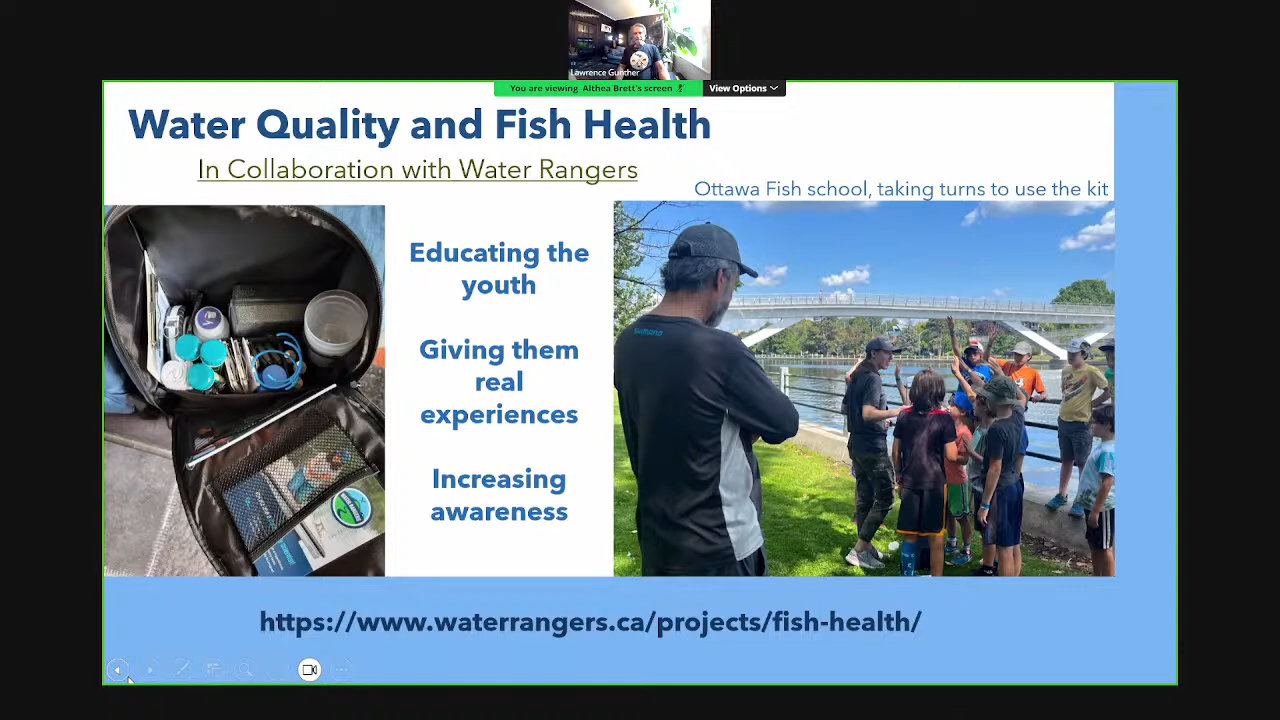 Lawrence Gunther
You are viewing Althea Brett's screen
View Options
Water Quality and Fish Health
In Collaboration with Water Rangers
Ottawa Fish school, taking turns to use the kit
Educating the
youth
Giving them
real
experiences
Increasing
awareness
https://www.waterrangers.ca/projects/fish-health/